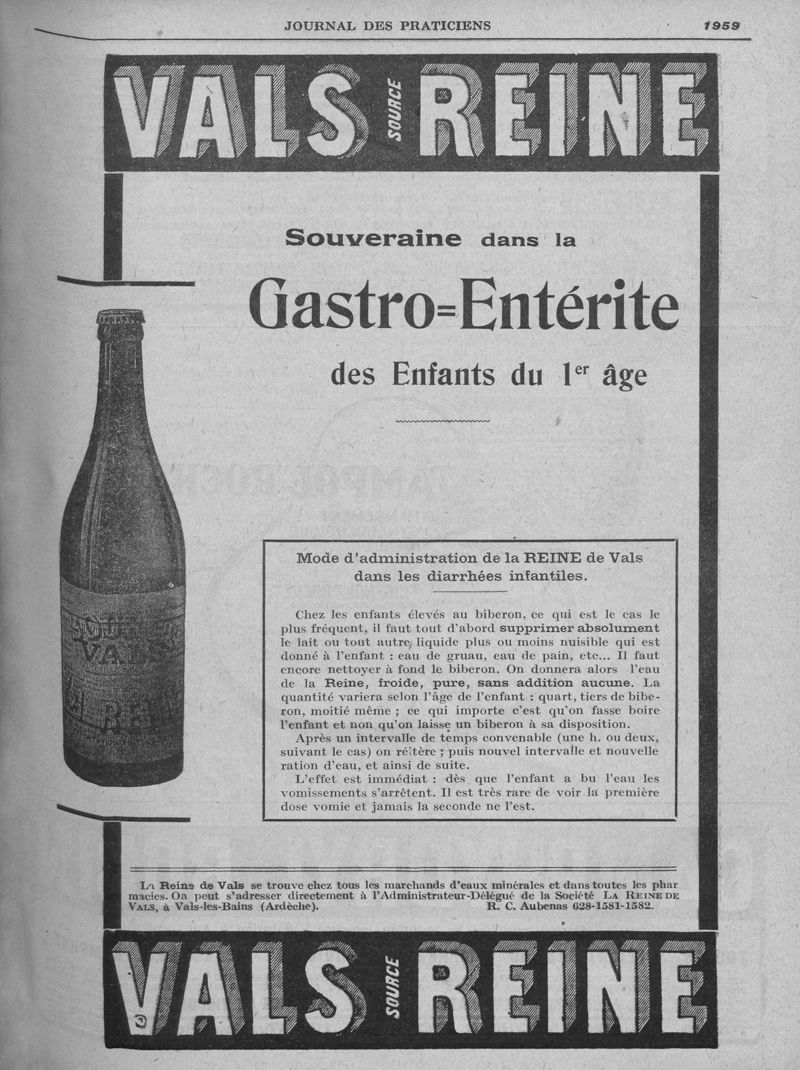 JOURNAL DES PRATICIENS 1959
VALS SOURCE REINE
Souveraine dans la
Gastro=Entérite
des Enfants du 1er âge
Mode d'administration de la REINE de Vals
dans les diarrhées infantiles.
Chez les enfants élevés au biberon, ce qui est le cas le
plus fréquent, il faut tout d'abord supprimer absolument
le lait ou tout autre, liquide plus ou moins nuisible qui est
donné à l'enfant : eau de gruau, eau de pain, etc... Il faut
encore nettoyer à fond le biberon. On donnera alors l'eau
de la Reine, froide, pure, sans addition aucune. La
quantité variera selon l'âge de l'enfant : quart, tiers de bibe-
ron, moitié même ; ce qui importe c'est qu'on fasse boire
l'enfant et non qu'on laisse un biberon à sa disposition.
Après un intervalle de temps convenable (une h. ou deux,
suivant le cas) on réitère ; puis nouvel intervalle et nouvelle
ration d'eau, et ainsi de suite.
L'effet est immédiat : dès que l'enfant a bu l'eau les
vomissements s'arrêtent. Il est très rare de voir la première
dose vomie et jamais la seconde ne l'est.
VALS
REINE
La Reine de Vals se trouve chez tous les marchands d'eaux minérales et dans toutes les phar
macies. On peut s'adresser directement à l'Administrateur-Délégué de la Société LA REINE DE
VALS, à Vals-les-Bains (Ardèche). R. C. Aubenas 628-1581-1582.
VALS SOURCE REINE